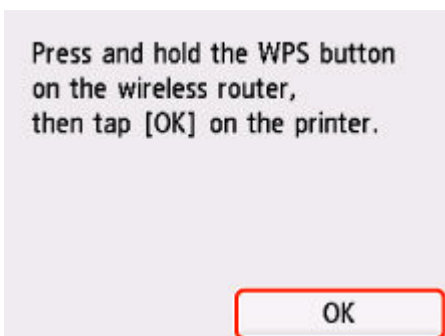 Press and hold the WPS button
on the wireless router,
then tap [OK] on the printer.
OK